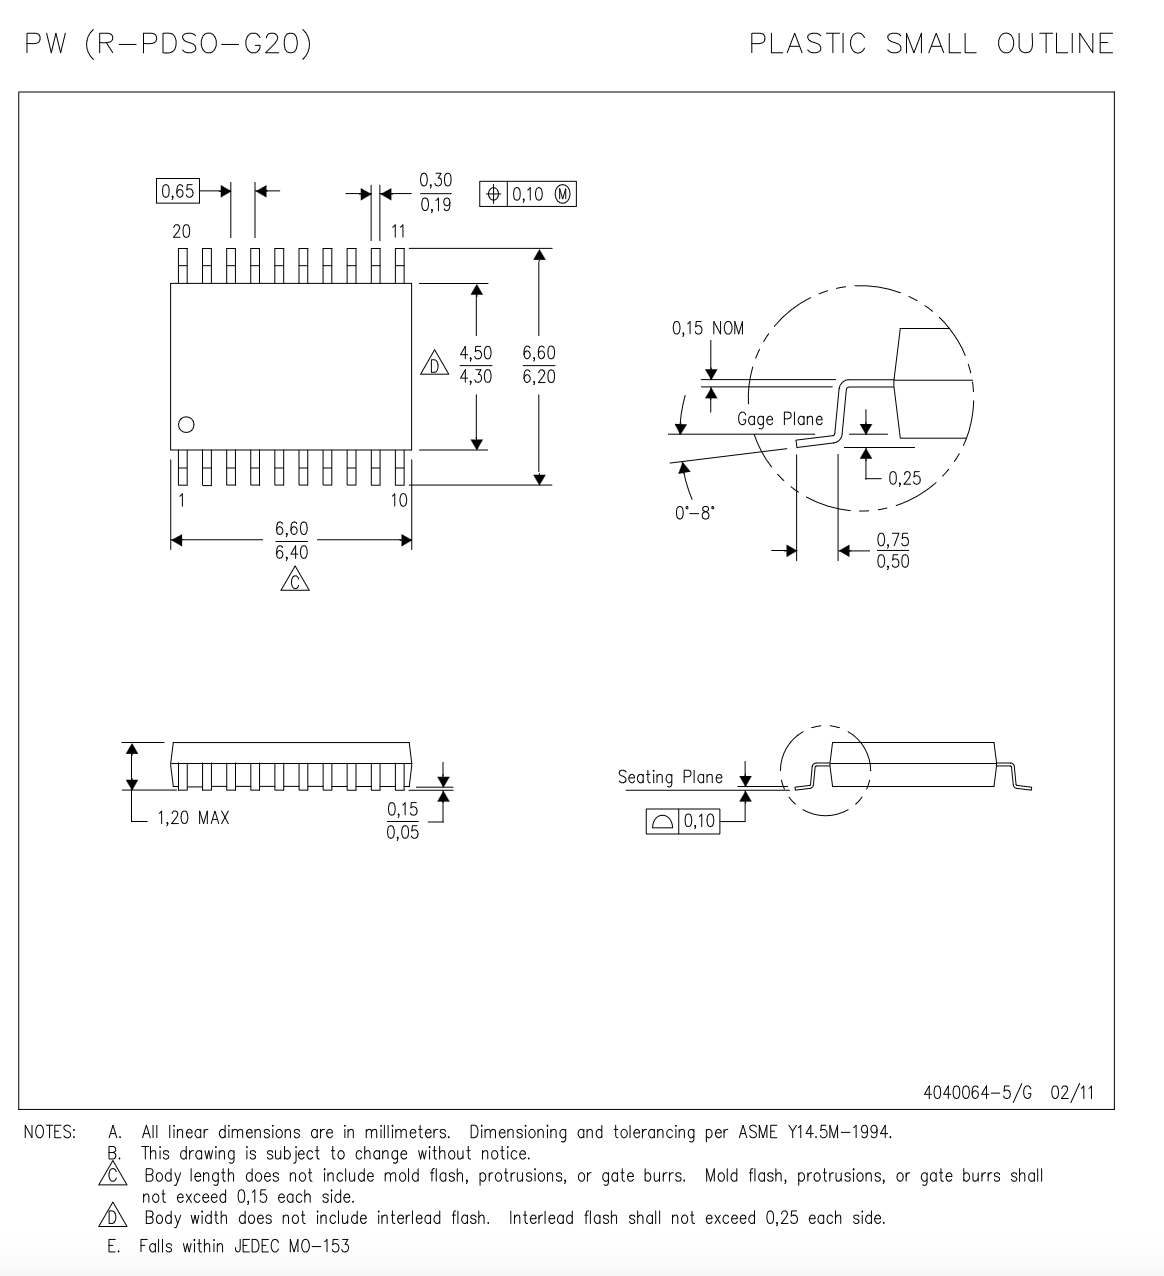 PW (R-PDSO-G20)
PLASTIC SMALL OUTLINE
0,65
0,30
0,19
0,10 Ⓜ
20
11
D
4,50
4,30
6,60
6,20
1
10
6,60
6,40
C
0,15 NOM
Gage Plane
0,25
0°-8°
0,75
0,50
1,20 MAX
0,15
0,05
Seating Plane
0,10
4040064-5/G 02/11
NOTES: A. All linear dimensions are in millimeters. Dimensioning and tolerancing per ASME Y14.5M-1994.
B. This drawing is subject to change without notice.
C Body length does not include mold flash, protrusions, or gate burrs. Mold flash, protrusions, or gate burrs shall
not exceed 0,15 each side.
D Body width does not include interlead flash. Interlead flash shall not exceed 0,25 each side.
E. Falls within JEDEC MO-153